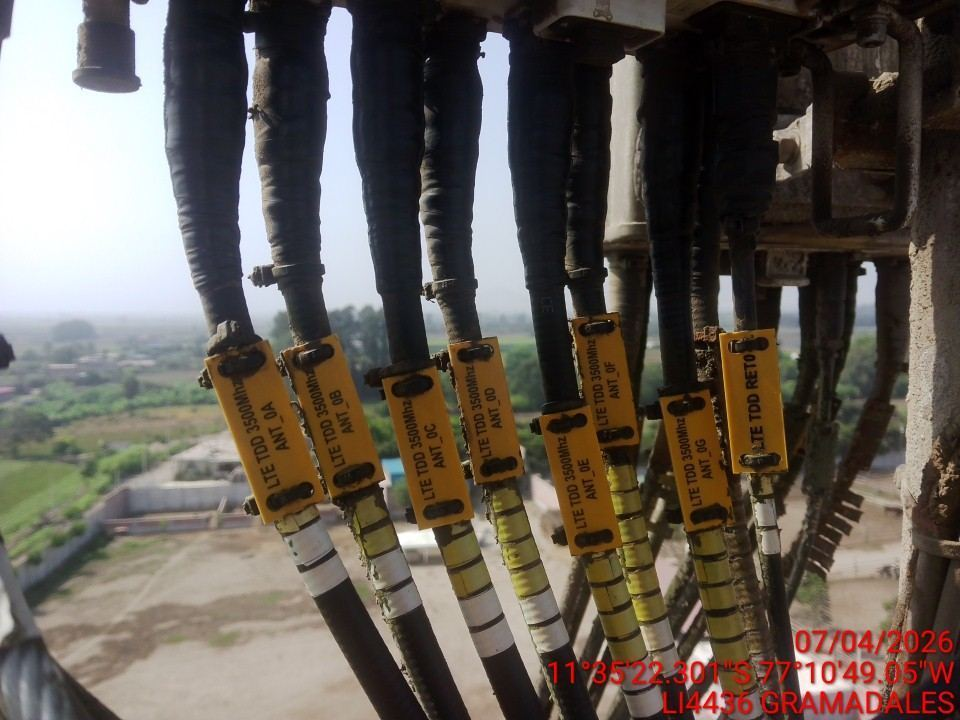 LTE TDD 3500Mhz
ANT_0A
LTE TDD 3500Mhz
ANT_0B
LTE TDD 3500Mhz
ANT_0C
LTE TDD 3500Mhz
ANT_0D
LTE TDD 3500Mhz
ANT_0E
LTE TDD 3500Mhz
ANT_0F
LTE TDD 3500Mhz
ANT_0G
LTE TDD RET0
07/04/2026
11°35'22.301"S 77°10'49.05"W
LI4436 GRAMADALES